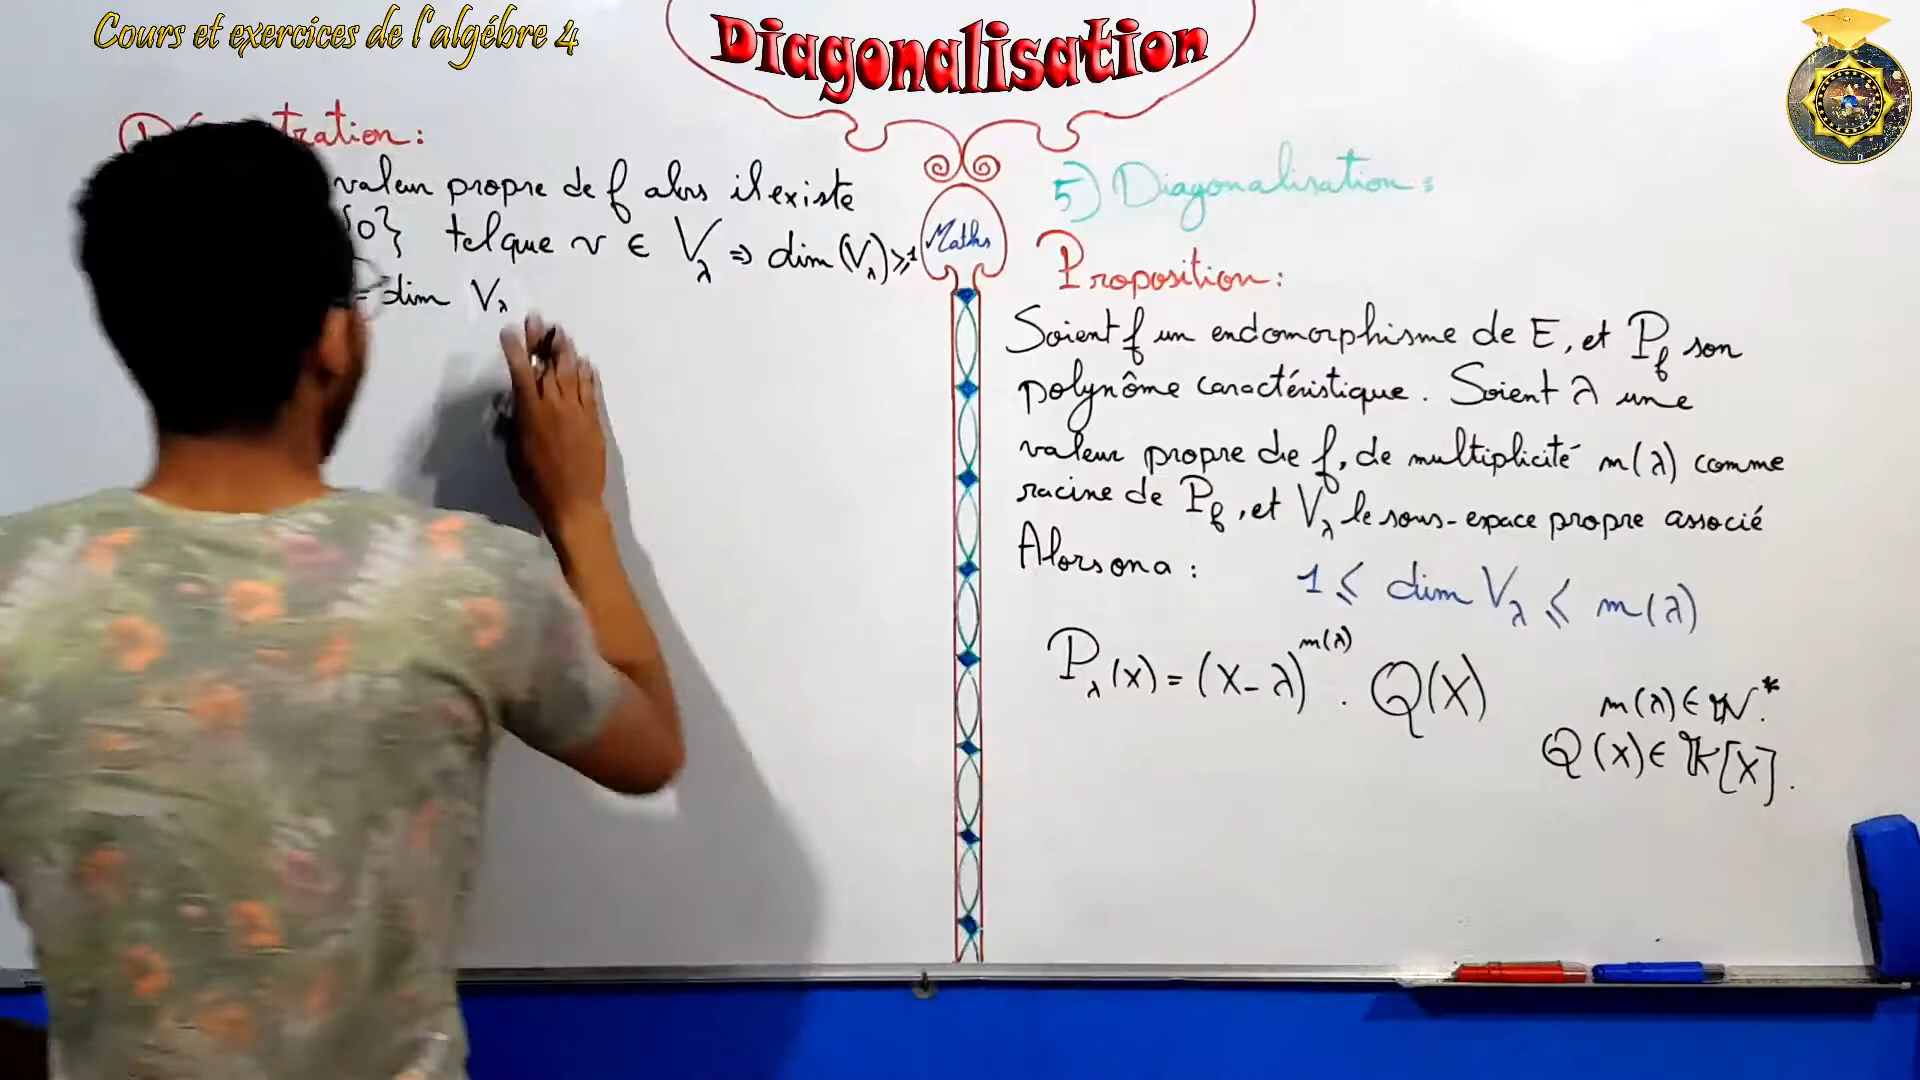 Cours et exercices de l'algébre 4
Diagonalisation
tration :
valeur propre de f alors il existe
{0} tel que v ∈ V_λ ⇒ dim(V_λ) ⩾ 1
= dim V_λ
Maths
5) Diagonalisation :
Proposition :
Soient f un endomorphisme de E, et P_f son
polynôme caractéristique. Soient λ une
valeur propre de f, de multiplicité m(λ) comme
racine de P_f, et V_λ le sous-espace propre associé
Alors on a : 1 ⩽ dim V_λ ⩽ m(λ)
P_λ(X) = (X - λ)^{m(λ)} . Q(X)
m(λ) ∈ ℕ*.
Q(X) ∈ K[X].